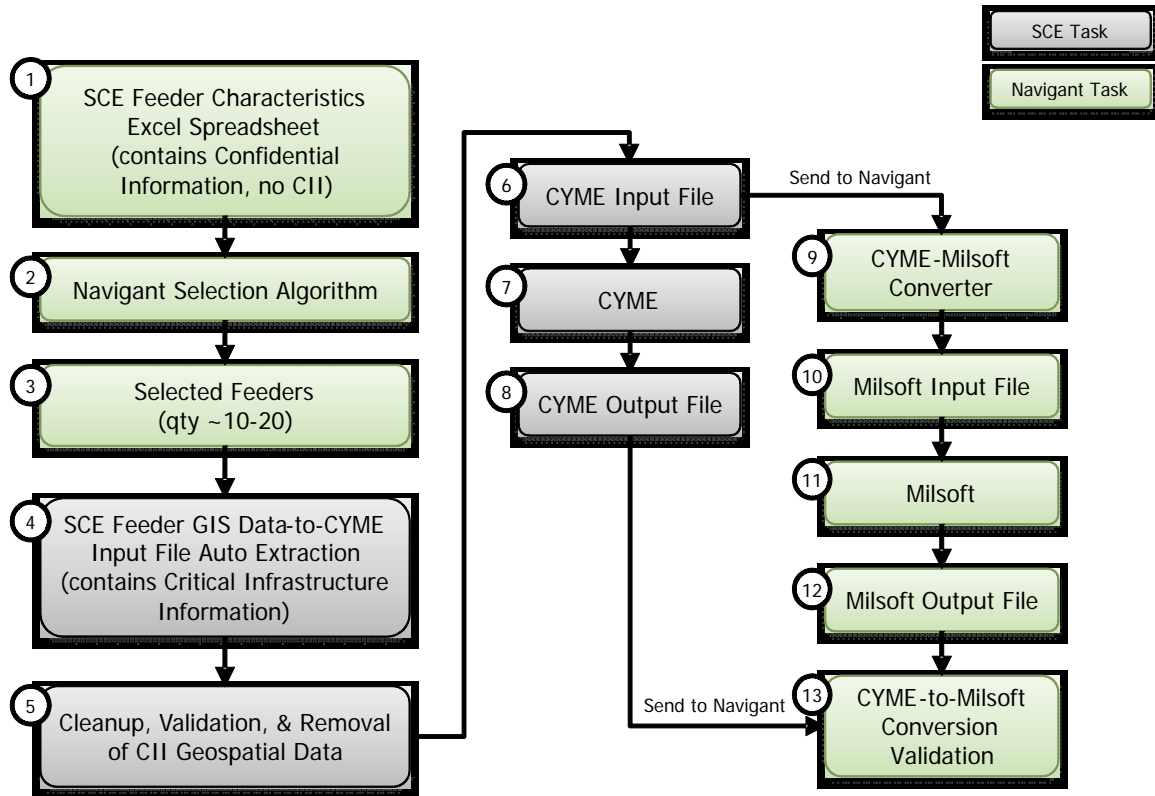 SCE Task
Navigant Task
1
SCE Feeder Characteristics
Excel Spreadsheet
(contains Confidential
Information, no CII)
2
Navigant Selection Algorithm
3
Selected Feeders
(qty ~10-20)
4
SCE Feeder GIS Data-to-CYME
Input File Auto Extraction
(contains Critical Infrastructure
Information)
5
Cleanup, Validation, & Removal
of CII Geospatial Data
6
CYME Input File
Send to Navigant
7
CYME
8
CYME Output File
Send to Navigant
9
CYME-Milsoft
Converter
10
Milsoft Input File
11
Milsoft
12
Milsoft Output File
13
CYME-to-Milsoft
Conversion
Validation